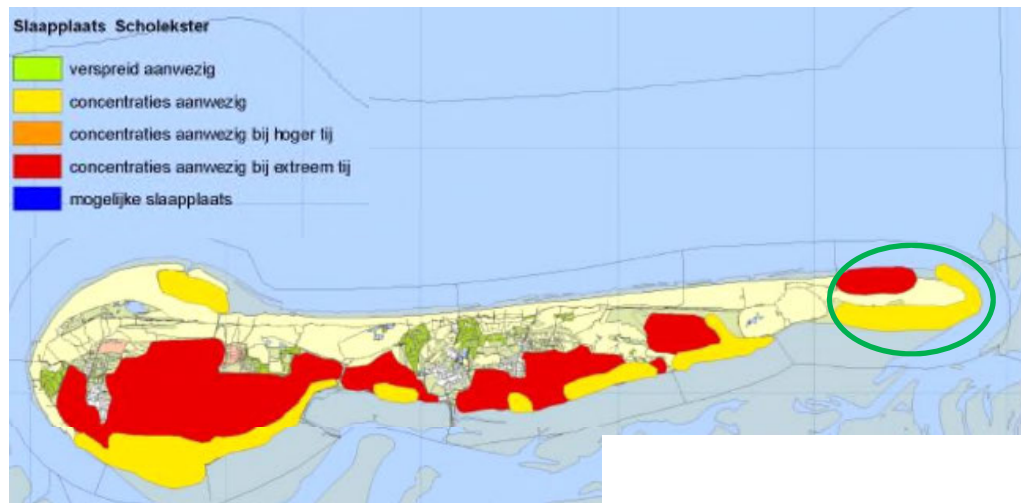 Slaapplaats Scholekster
verspreid aanwezig
concentraties aanwezig
concentraties aanwezig bij hoger tij
concentraties aanwezig bij extreem tij
mogelijke slaapplaats